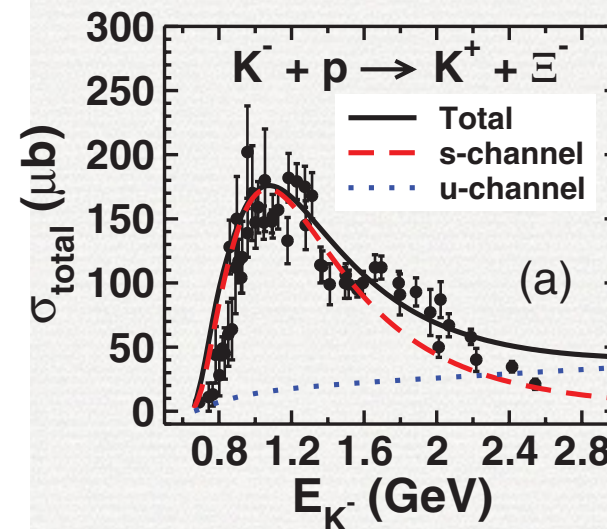 300
K⁻ + p → K⁺ + Ξ⁻
250
Total
s-channel
u-channel
200
150
100
(a)
50
0
σtotal (μb)
0.8 1.2 1.6 2 2.4 2.8
EK⁻ (GeV)